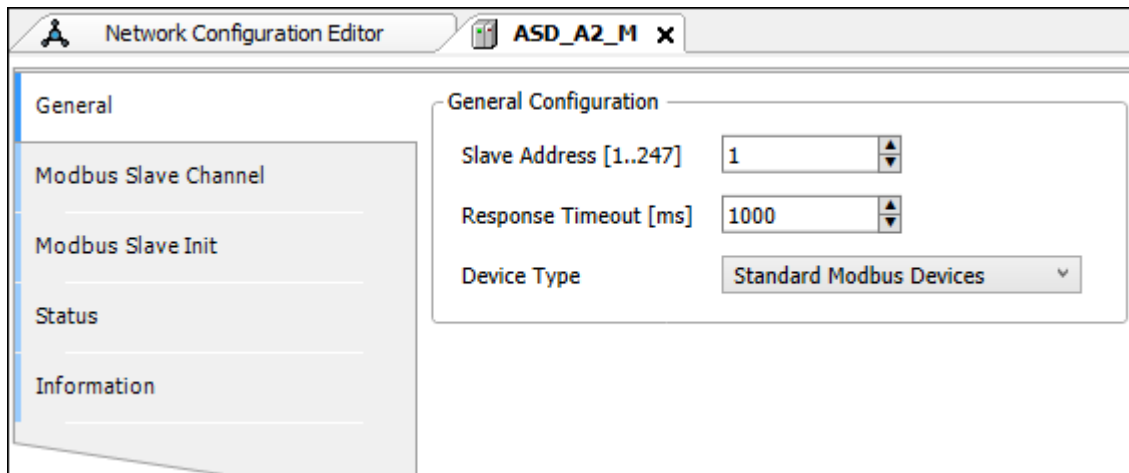 Network Configuration Editor
ASD_A2_M
General
Modbus Slave Channel
Modbus Slave Init
Status
Information
General Configuration
Slave Address [1..247] 1
Response Timeout [ms] 1000
Device Type Standard Modbus Devices